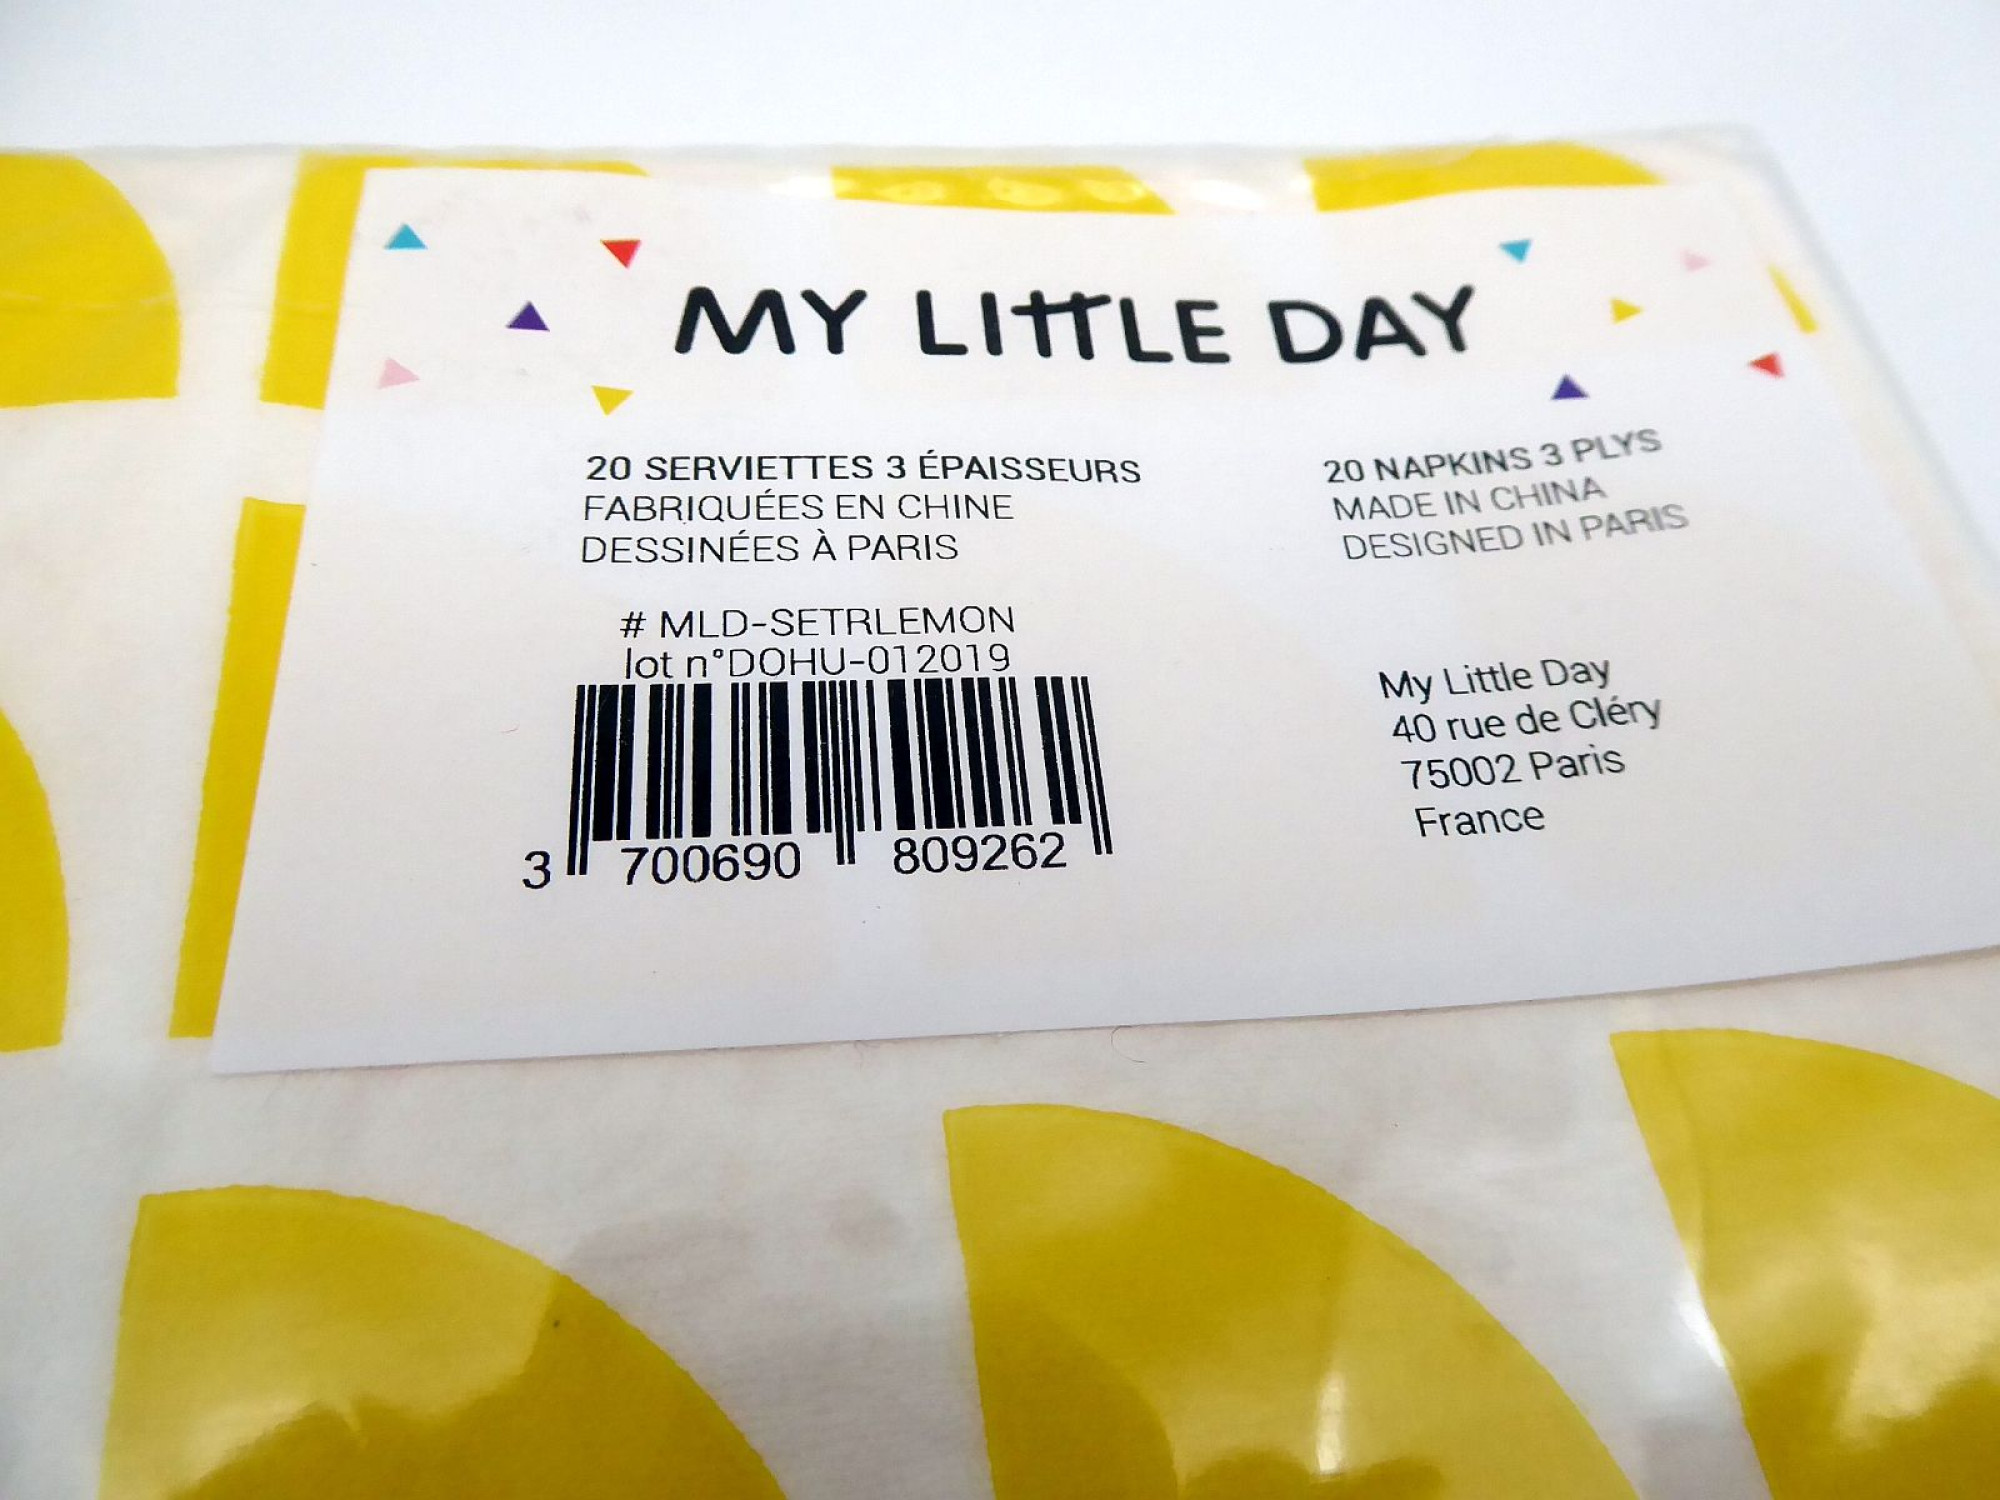 MY LITTLE DAY
20 SERVIETTES 3 ÉPAISSEURS
FABRIQUÉES EN CHINE
DESSINÉES À PARIS
# MLD-SETRLEMON
lot n°DOHU-012019
3 700690 809262
20 NAPKINS 3 PLYS
MADE IN CHINA
DESIGNED IN PARIS
My Little Day
40 rue de Cléry
75002 Paris
France